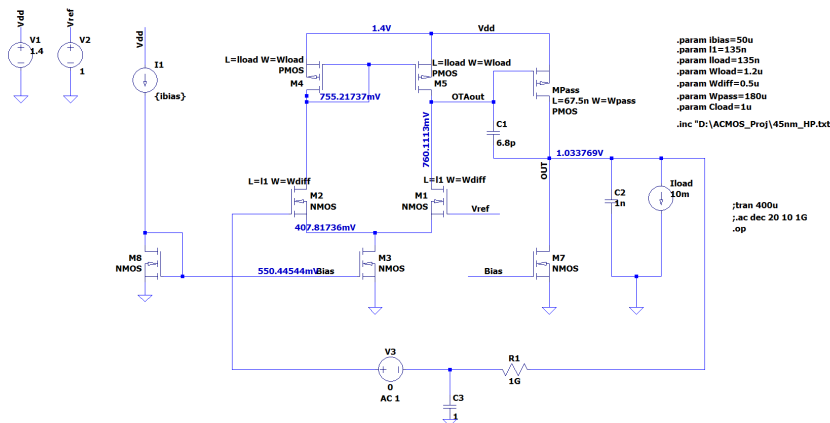 Vdd
V1
1.4
Vref
V2
1
Vdd
I1
{ibias}
1.4V
Vdd
L=lload W=Wload
PMOS
M4
L=lload W=Wload
PMOS
M5
755.21737mV
OTAout
MPass
L=67.5n W=Wpass
PMOS
C1
6.8p
760.1113mV
1.033769V
OUT
L=l1 W=Wdiff
M2
NMOS
L=l1 W=Wdiff
M1
NMOS
Vref
407.81736mV
C2
1n
Iload
10m
M8
NMOS
550.44544mV
Bias
M3
NMOS
Bias
M7
NMOS
V3
0
AC 1
R1
1G
C3
1
.param ibias=50u
.param l1=135n
.param lload=135n
.param Wload=1.2u
.param Wdiff=0.5u
.param Wpass=180u
.param Cload=1u
.inc "D:\ACMOS_Proj\45nm_HP.txt
;tran 400u
;.ac dec 20 10 1G
.op